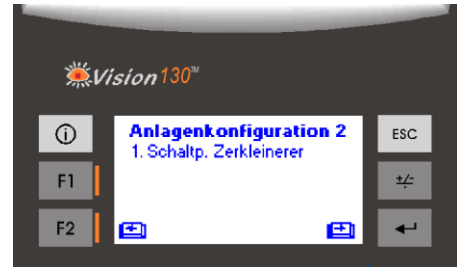 Vision130™
Anlagenkonfiguration 2
1. Schaltp. Zerkleinerer
i
ESC
F1
+/-
F2